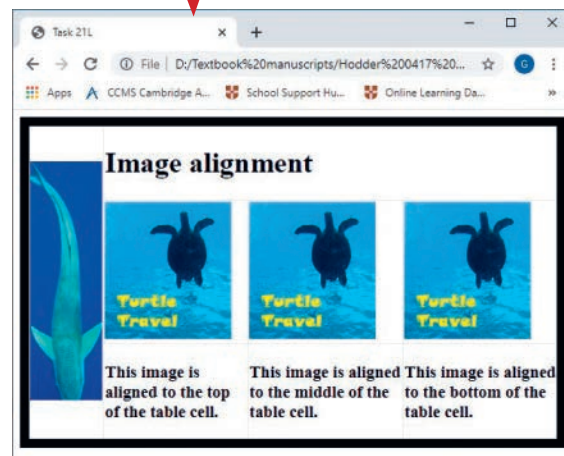 Task 21L
File | D:/Textbook%20manuscripts/Hodder%200417%20...
G
Apps CCMS Cambridge A... School Support Hu... Online Learning Da... »
Image alignment
Turtle Travel
Turtle Travel
Turtle Travel
This image is aligned to the top of the table cell.
This image is aligned to the middle of the table cell.
This image is aligned to the bottom of the table cell.